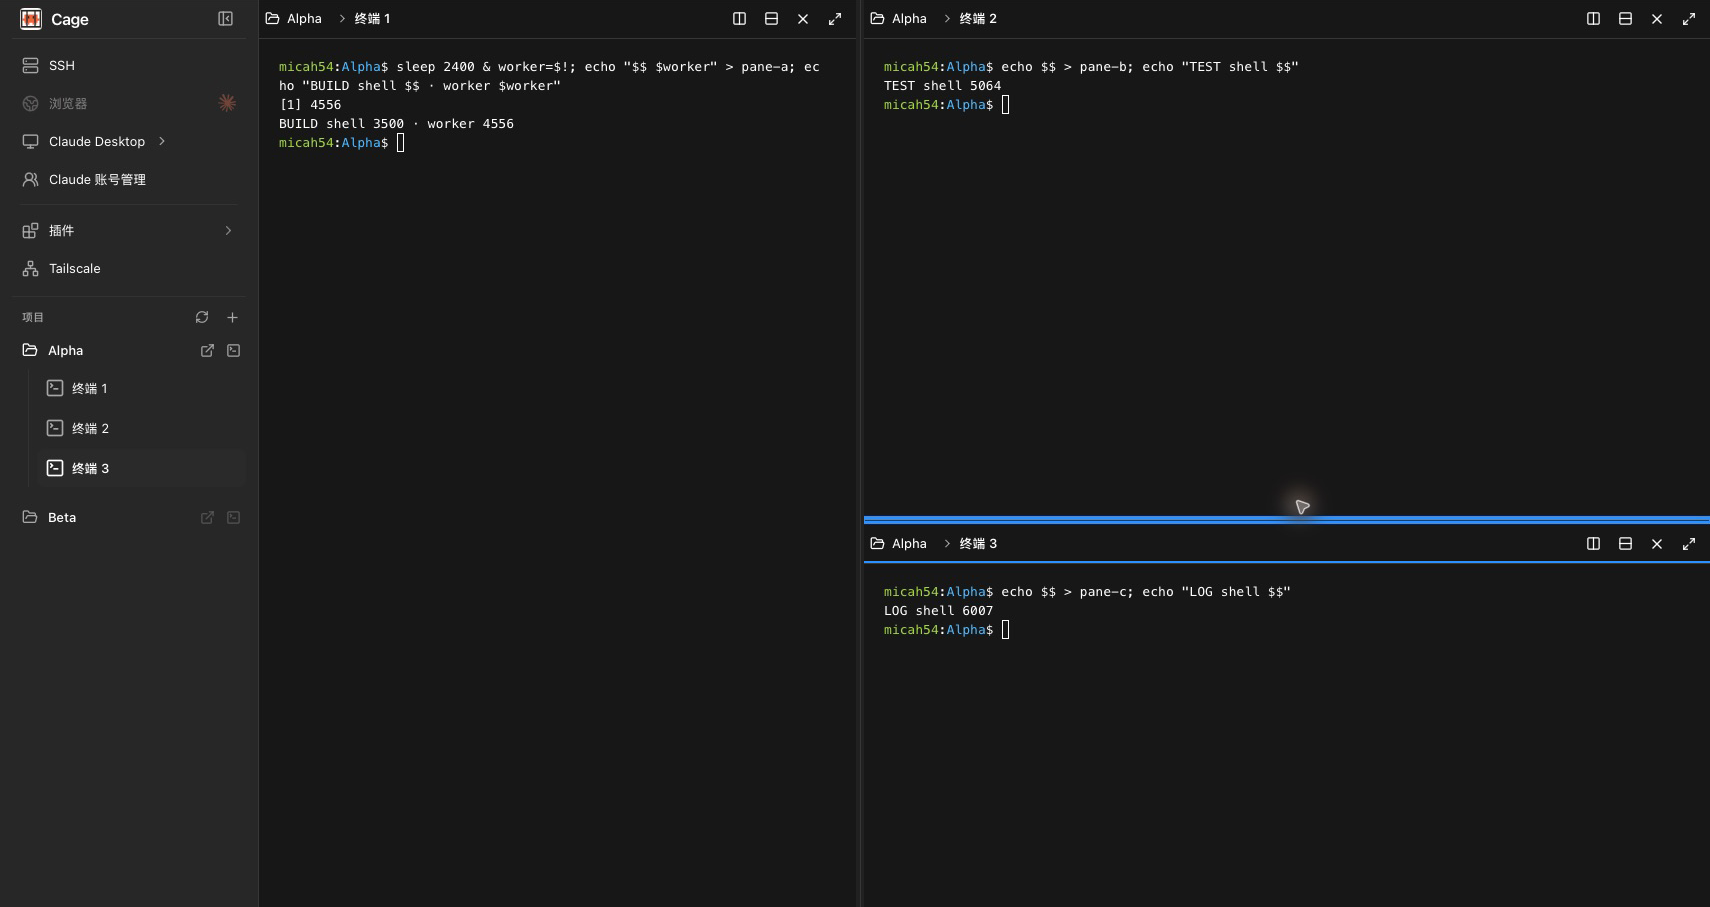 Cage
SSH
浏览器
Claude Desktop
Claude 账号管理
插件
Tailscale
项目
Alpha
终端 1
终端 2
终端 3
Beta
Alpha > 终端 1
micah54:Alpha$ sleep 2400 & worker=$!; echo "$$ $worker" > pane-a; ec
ho "BUILD shell $$ · worker $worker"
[1] 4556
BUILD shell 3500 · worker 4556
micah54:Alpha$
Alpha > 终端 2
micah54:Alpha$ echo $$ > pane-b; echo "TEST shell $$"
TEST shell 5064
micah54:Alpha$
Alpha > 终端 3
micah54:Alpha$ echo $$ > pane-c; echo "LOG shell $$"
LOG shell 6007
micah54:Alpha$